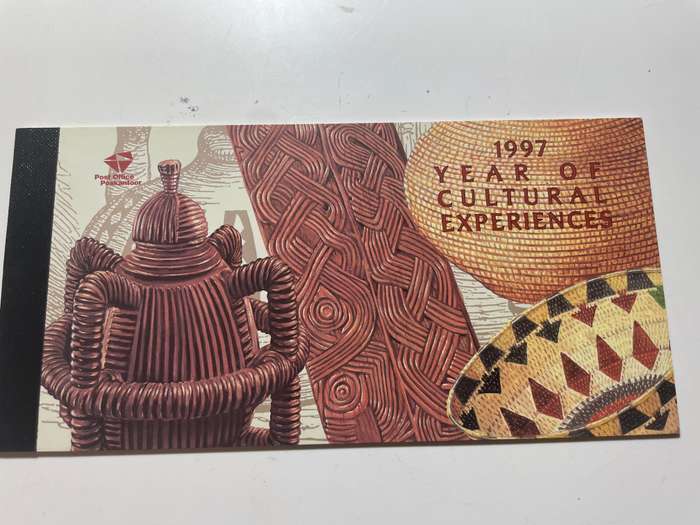 Post Office
Poskantoor
1997
YEAR OF
CULTURAL
EXPERIENCES